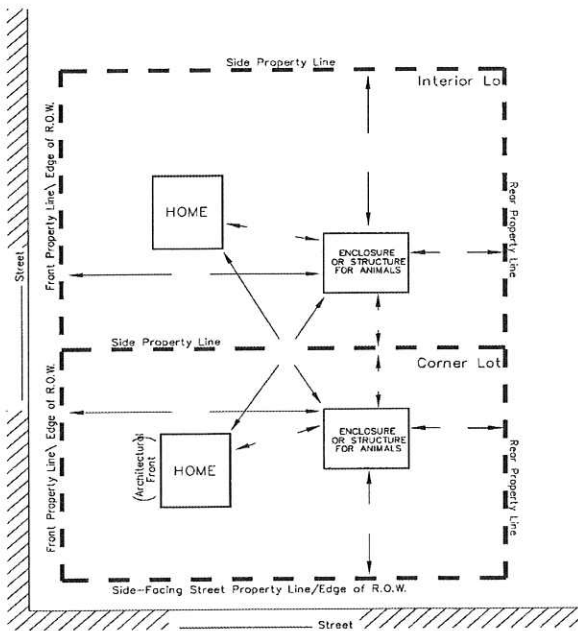 Side Property Line
Interior Lo
Front Property Line\ Edge of R.O.W.
HOME
ENCLOSURE
OR STRUCTURE
FOR ANIMALS
Rear Property Line
Street
Side Property Line
Corner Lot
Front Property Line\ Edge of R.O.W.
(Architectural
Front)
HOME
ENCLOSURE
OR STRUCTURE
FOR ANIMALS
Rear Property Line
Side-Facing Street Property Line/Edge of R.O.W.
Street